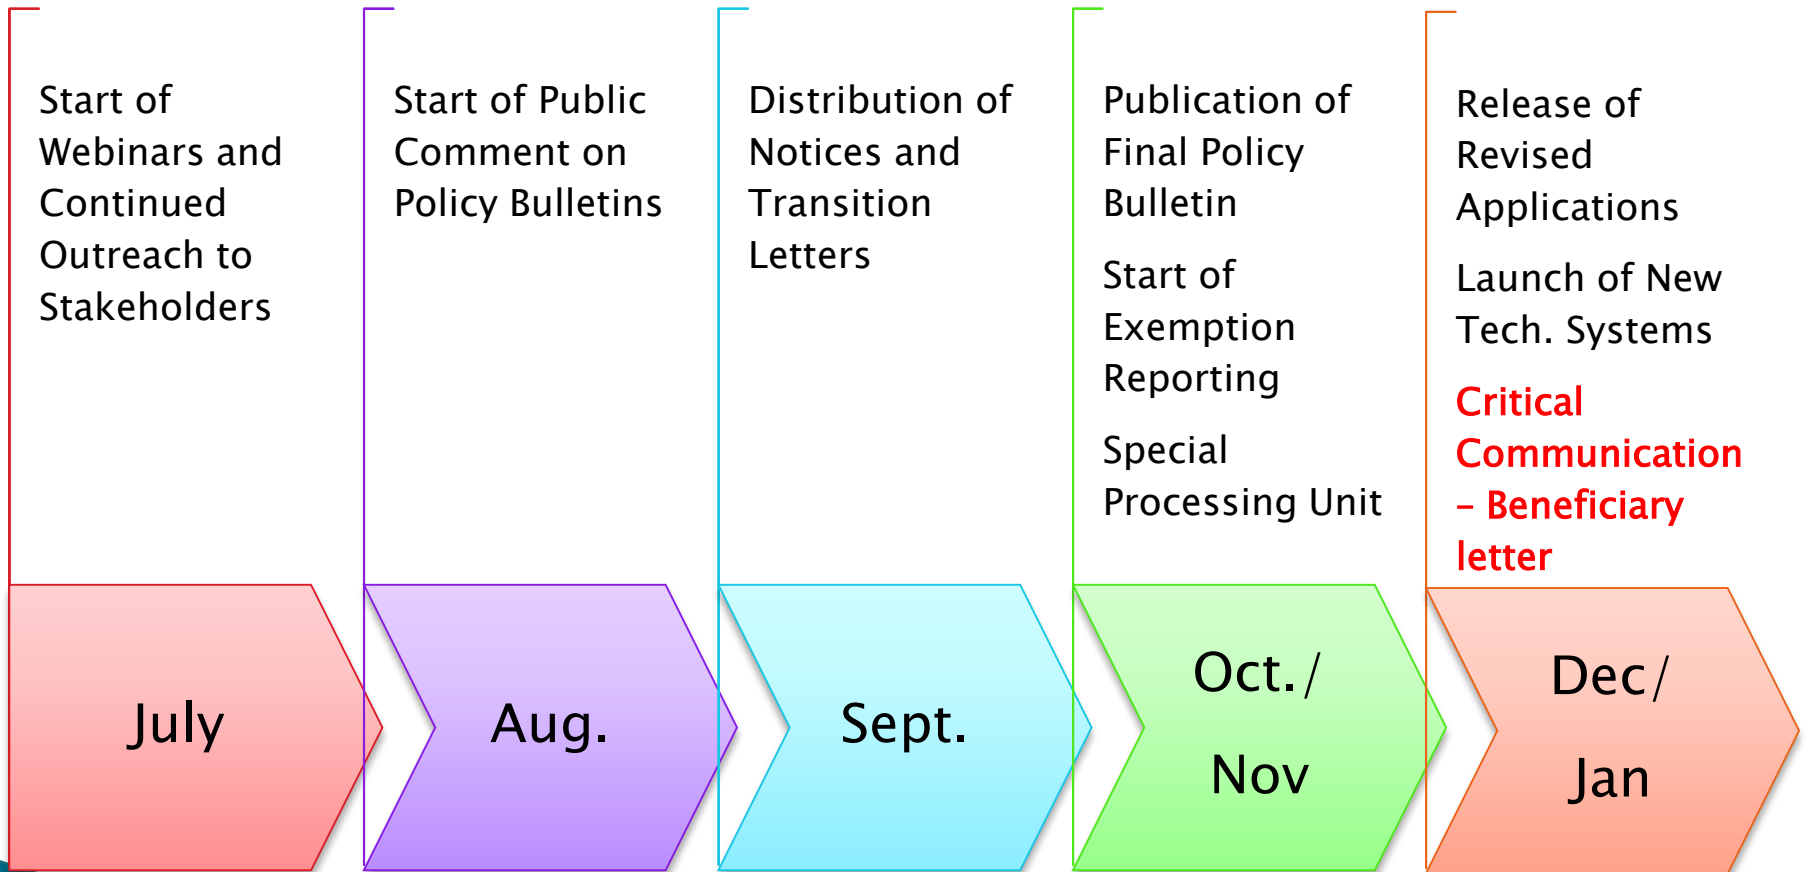 Start of
Webinars and
Continued
Outreach to
Stakeholders
Start of Public
Comment on
Policy Bulletins
Distribution of
Notices and
Transition
Letters
Publication of
Final Policy
Bulletin
Start of
Exemption
Reporting
Special
Processing Unit
Release of
Revised
Applications
Launch of New
Tech. Systems
Critical
Communication
– Beneficiary
letter
July
Aug.
Sept.
Oct./
Nov
Dec/
Jan